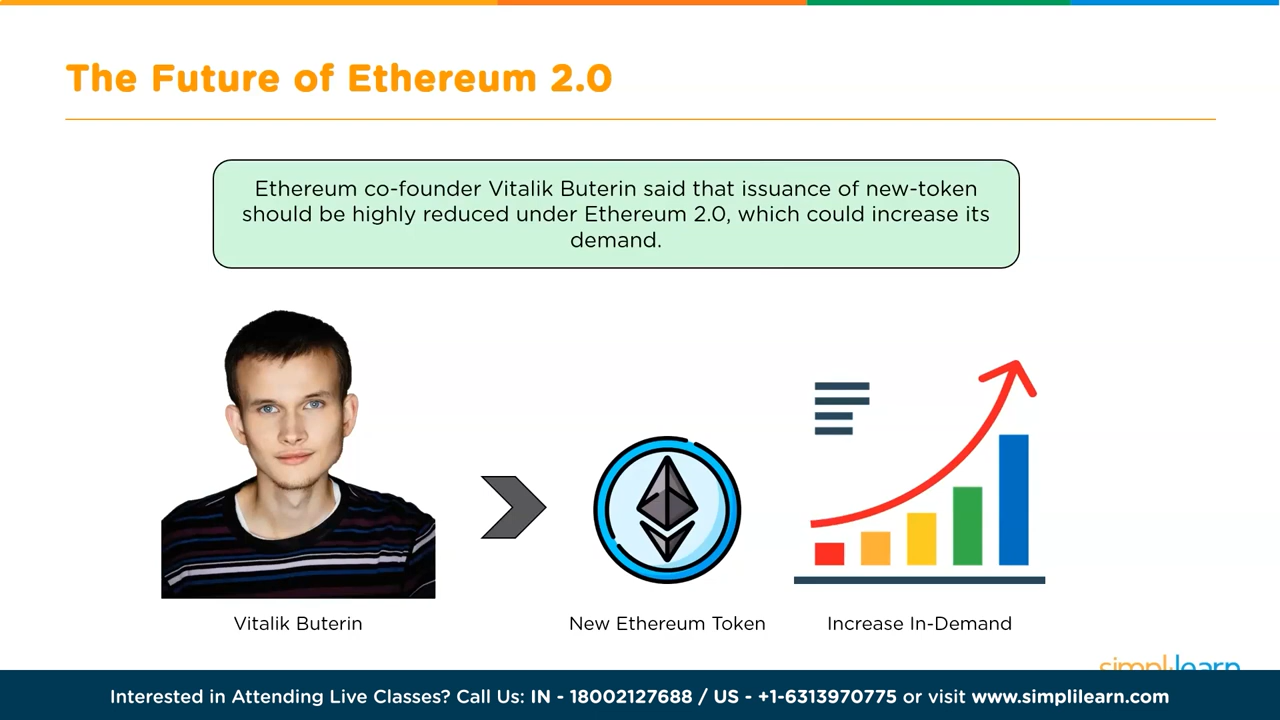 The Future of Ethereum 2.0
Ethereum co-founder Vitalik Buterin said that issuance of new-token
should be highly reduced under Ethereum 2.0, which could increase its
demand.
Vitalik Buterin
New Ethereum Token
Increase In-Demand
simplilearn
Interested in Attending Live Classes? Call Us: IN - 18002127688 / US - +1-6313970775 or visit www.simplilearn.com